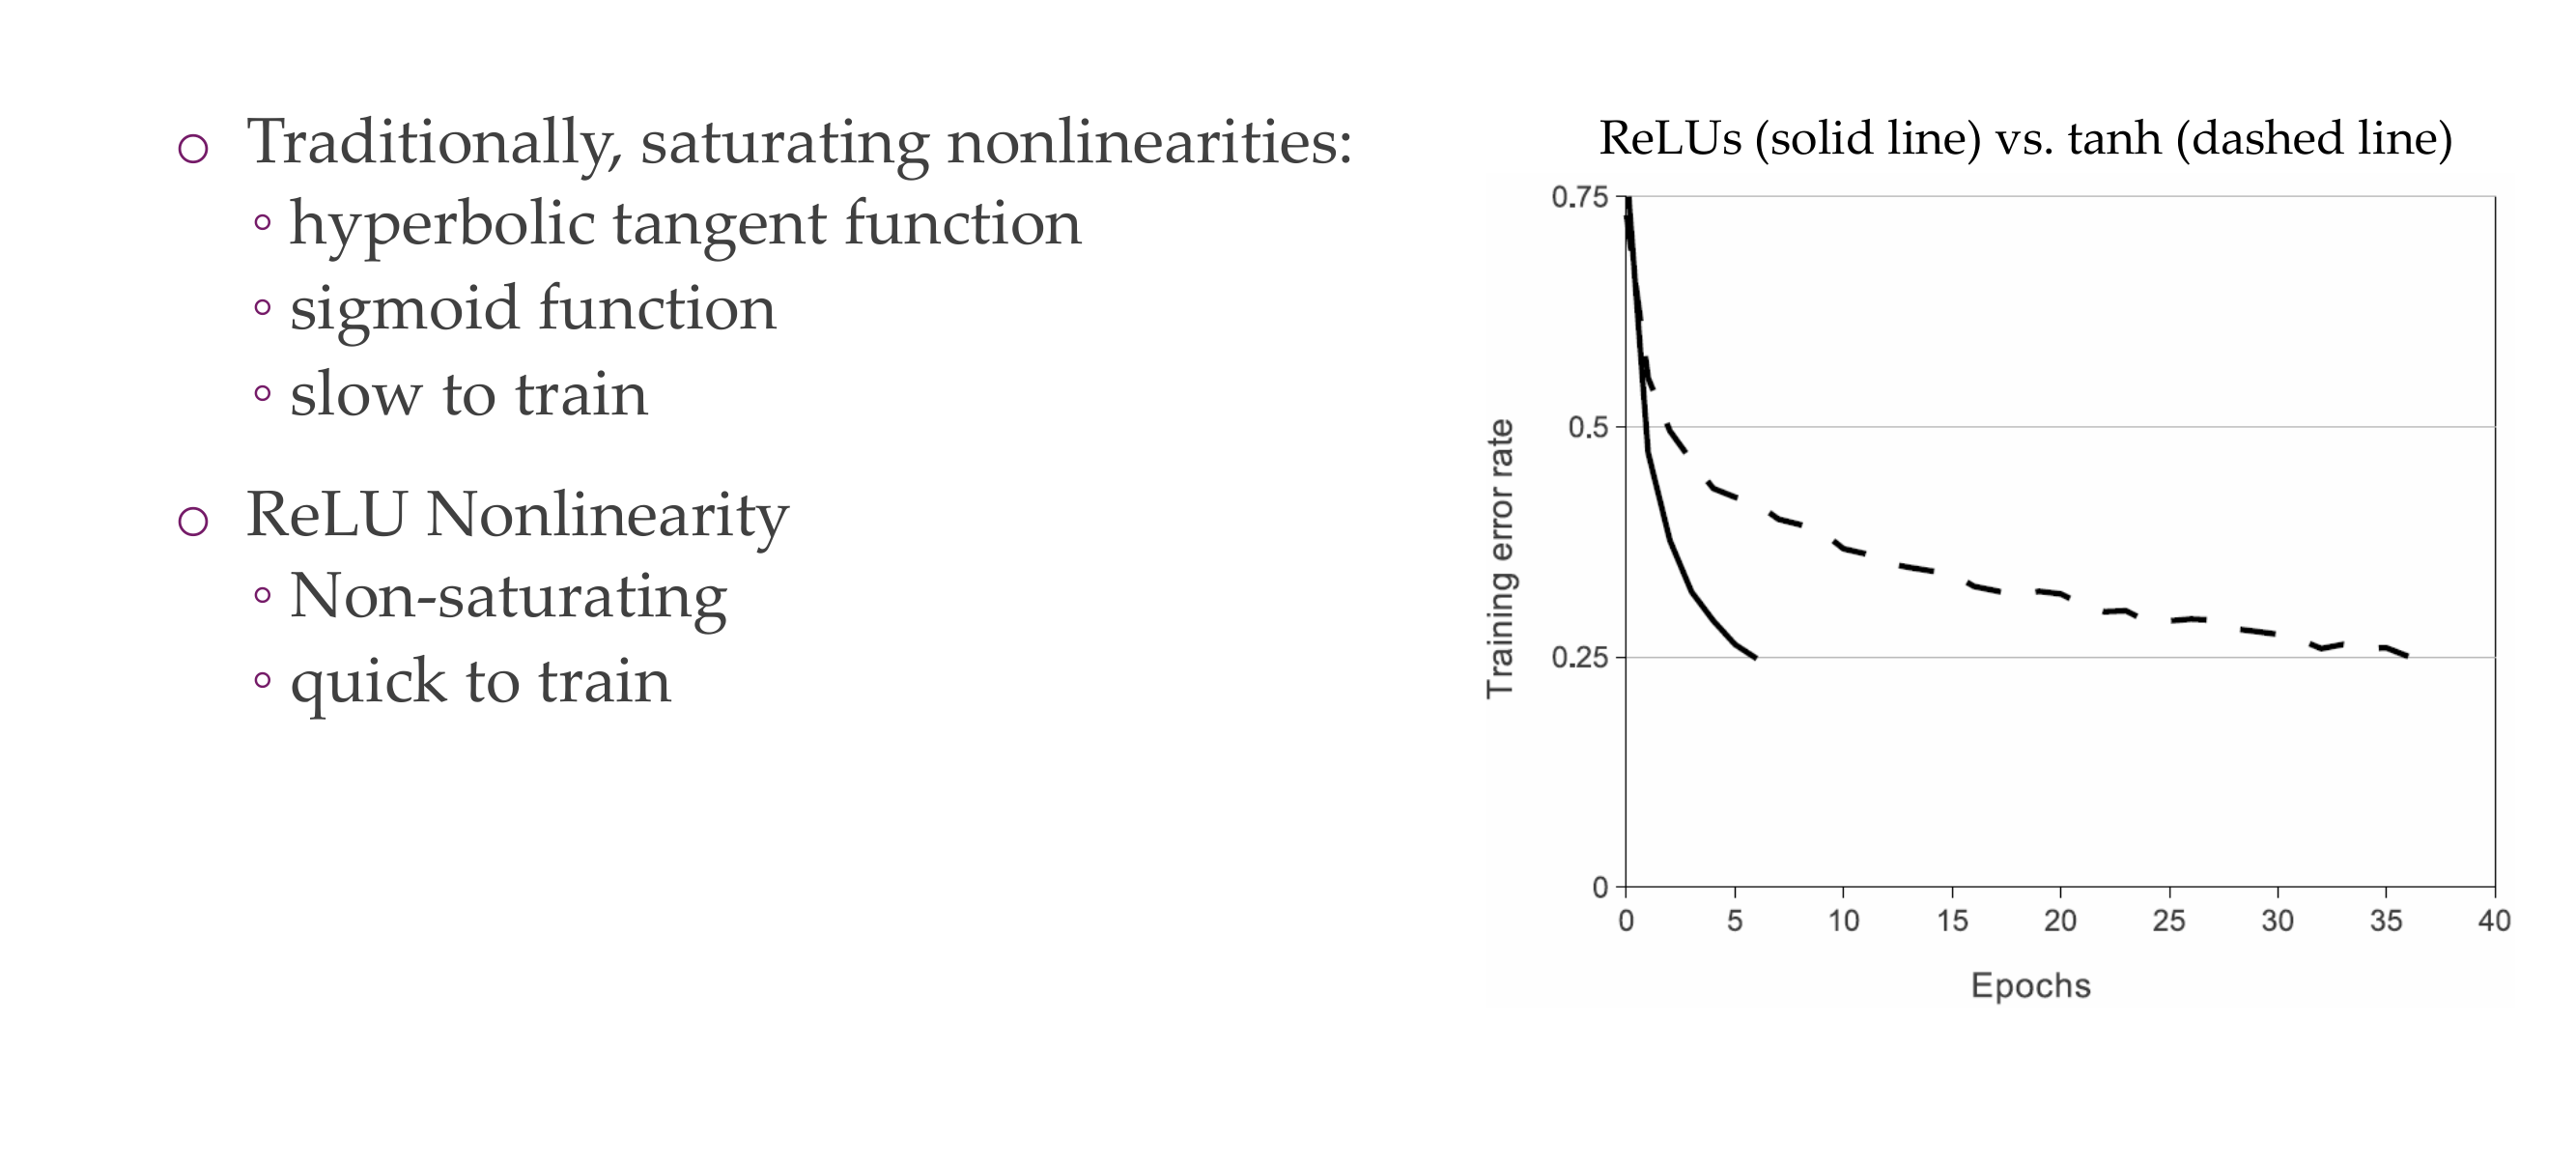 Traditionally, saturating nonlinearities:
hyperbolic tangent function
sigmoid function
slow to train
ReLU Nonlinearity
Non-saturating
quick to train
ReLUs (solid line) vs. tanh (dashed line)
Training error rate
0.75
0.5
0.25
0
0 5 10 15 20 25 30 35 40
Epochs